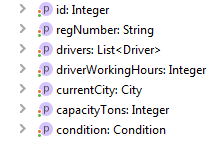 id: Integer
regNumber: String
drivers: List<Driver>
driverWorkingHours: Integer
currentCity: City
capacityTons: Integer
condition: Condition